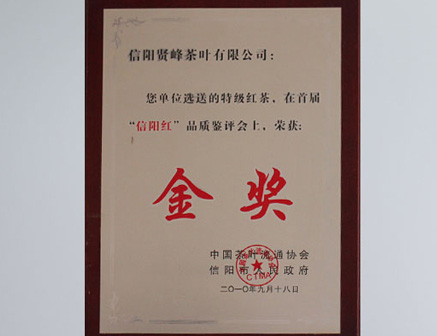 信阳贤峰茶叶有限公司：
您单位选送的特级红茶，在首届
“信阳红”品质鉴评会上，荣获：
金奖
中国茶叶流通协会
信阳市人民政府
CTMA
二〇一〇年九月十八日